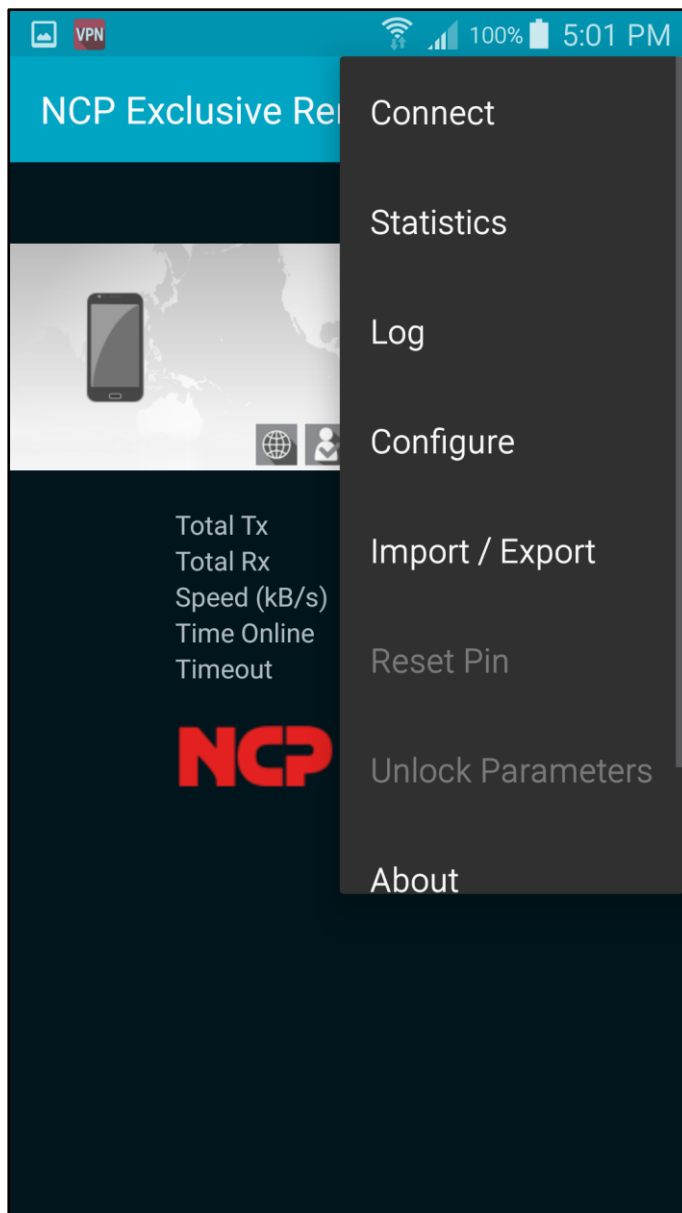 VPN 100% 5:01 PM
NCP Exclusive
Connect
Statistics
Log
Configure
Import / Export
Reset Pin
Unlock Parameters
About
Total Tx
Total Rx
Speed (kB/s)
Time Online
Timeout
NCP